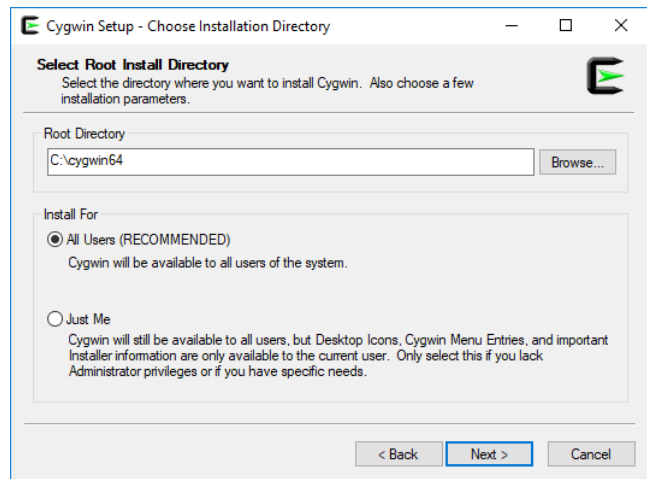 Cygwin Setup - Choose Installation Directory
Select Root Install Directory
Select the directory where you want to install Cygwin. Also choose a few
installation parameters.
Root Directory
C:\cygwin64
Browse...
Install For
All Users (RECOMMENDED)
Cygwin will be available to all users of the system.
Just Me
Cygwin will still be available to all users, but Desktop Icons, Cygwin Menu Entries, and important
Installer information are only available to the current user. Only select this if you lack
Administrator privileges or if you have specific needs.
< Back
Next >
Cancel